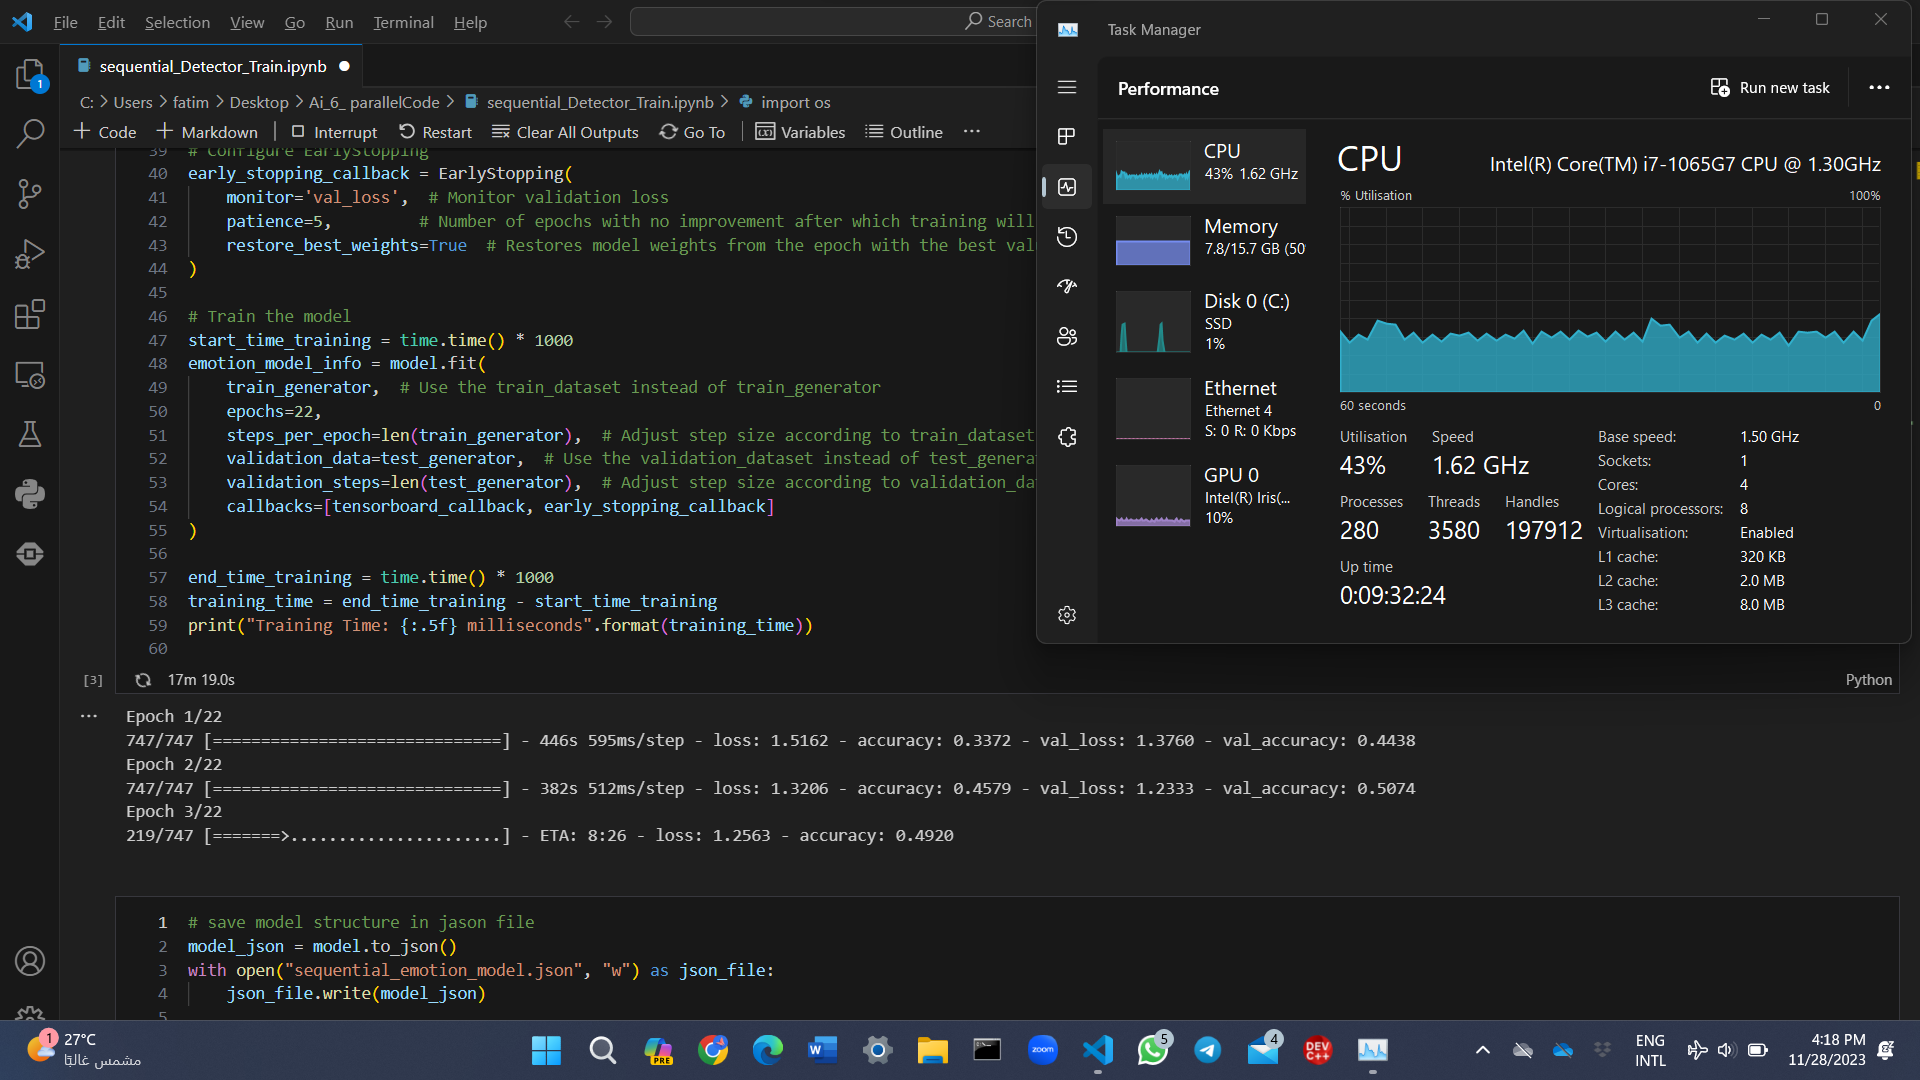 File Edit Selection View Go Run Terminal Help
Search
sequential_Detector_Train.ipynb
1
C: > Users > fatim > Desktop > Ai_6_ parallelCode > sequential_Detector_Train.ipynb > import os
Code Markdown Interrupt Restart Clear All Outputs Go To Variables Outline ...
39 # Configure EarlyStopping
40 early_stopping_callback = EarlyStopping(
41 monitor='val_loss', # Monitor validation loss
42 patience=5, # Number of epochs with no improvement after which training will
43 restore_best_weights=True # Restores model weights from the epoch with the best val
44 )
45
46 # Train the model
47 start_time_training = time.time() * 1000
48 emotion_model_info = model.fit(
49 train_generator, # Use the train_dataset instead of train_generator
50 epochs=22,
51 steps_per_epoch=len(train_generator), # Adjust step size according to train_dataset
52 validation_data=test_generator, # Use the validation_dataset instead of test_genera
53 validation_steps=len(test_generator), # Adjust step size according to validation_da
54 callbacks=[tensorboard_callback, early_stopping_callback]
55 )
56
57 end_time_training = time.time() * 1000
58 training_time = end_time_training - start_time_training
59 print("Training Time: {:.5f} milliseconds".format(training_time))
60
[3] 17m 19.0s
Python
... Epoch 1/22
747/747 [==============================] - 446s 595ms/step - loss: 1.5162 - accuracy: 0.3372 - val_loss: 1.3760 - val_accuracy: 0.4438
Epoch 2/22
747/747 [==============================] - 382s 512ms/step - loss: 1.3206 - accuracy: 0.4579 - val_loss: 1.2333 - val_accuracy: 0.5074
Epoch 3/22
219/747 [=======>......................] - ETA: 8:26 - loss: 1.2563 - accuracy: 0.4920
1 # save model structure in jason file
2 model_json = model.to_json()
3 with open("sequential_emotion_model.json", "w") as json_file:
4 json_file.write(model_json)
5
Task Manager
Performance
Run new task
...
CPU
43% 1.62 GHz
Memory
7.8/15.7 GB (50
Disk 0 (C:)
SSD
1%
Ethernet
Ethernet 4
S: 0 R: 0 Kbps
GPU 0
Intel(R) Iris(...
10%
CPU
Intel(R) Core(TM) i7-1065G7 CPU @ 1.30GHz
% Utilisation 100%
60 seconds 0
Utilisation Speed
43% 1.62 GHz
Processes Threads Handles
280 3580 197912
Up time
0:09:32:24
Base speed: 1.50 GHz
Sockets: 1
Cores: 4
Logical processors: 8
Virtualisation: Enabled
L1 cache: 320 KB
L2 cache: 2.0 MB
L3 cache: 8.0 MB
1
27°C
مشمس غالبًا
PRE
zoom
5
4
DEV C++
ENG
INTL
4:18 PM
11/28/2023